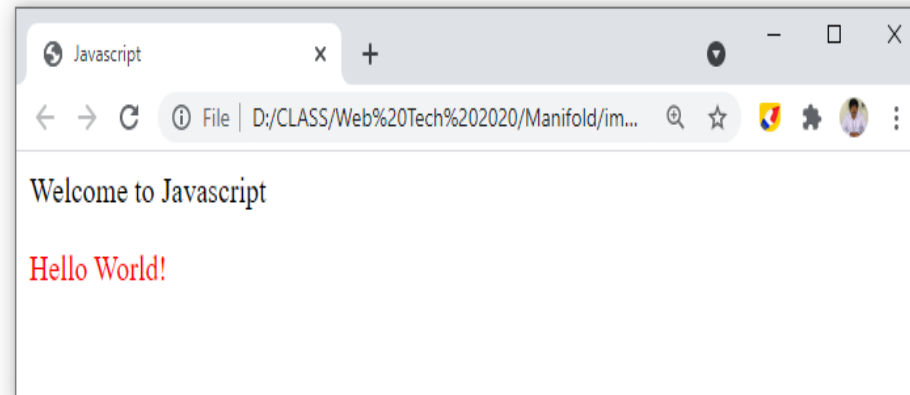 Javascript
File D:/CLASS/Web%20Tech%202020/Manifold/im...
Welcome to Javascript
Hello World!